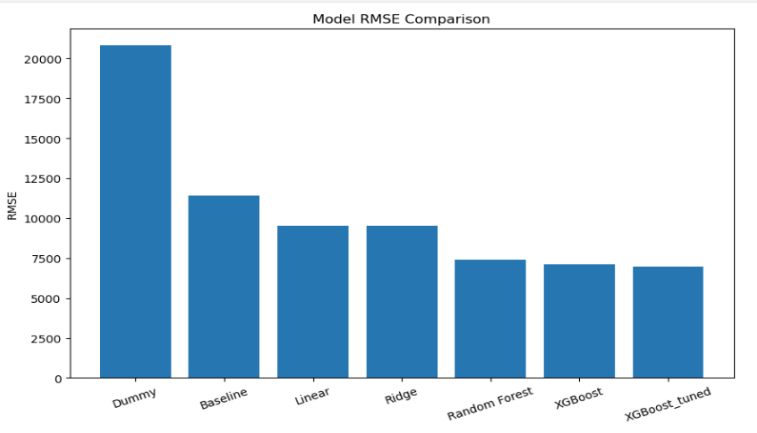 Model RMSE Comparison
20000
17500
15000
12500
10000
7500
5000
2500
0
RMSE
Dummy
Baseline
Linear
Ridge
Random Forest
XGBoost
XGBoost_tuned